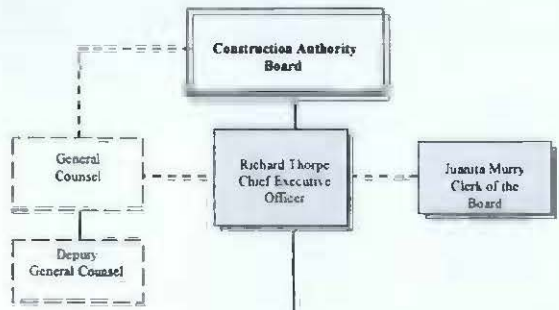 Construction Authority
Board
General
Counsel
Richard Thorpe
Chief Executive
Officer
Juanita Murry
Clerk of the
Board
Deputy
General Counsel